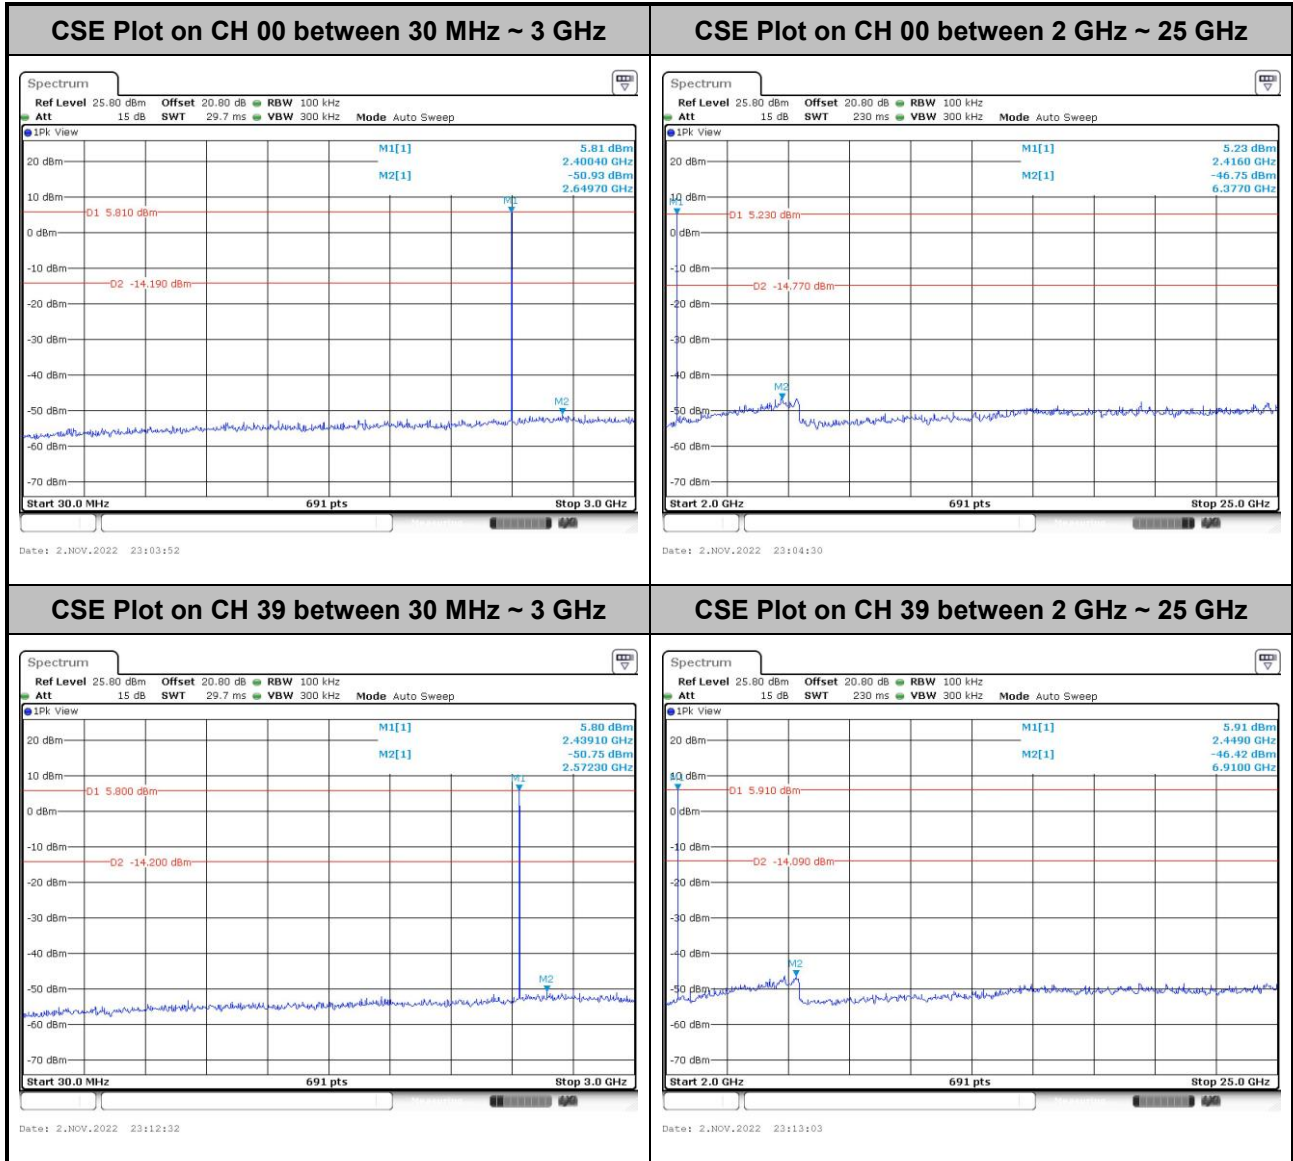 CSE Plot on CH 00 between 30 MHz ~ 3 GHz
Spectrum
Ref Level 25.80 dBm Offset 20.80 dB RBW 100 kHz
Att 15 dB SWT 29.7 ms VBW 300 kHz Mode Auto Sweep
1Pk View
M1[1] 5.81 dBm
2.40040 GHz
M2[1] -50.93 dBm
2.64970 GHz
20 dBm
10 dBm
M1
D1 5.810 dBm
0 dBm
-10 dBm
D2 -14.190 dBm
-20 dBm
-30 dBm
-40 dBm
M2
-50 dBm
-60 dBm
-70 dBm
Start 30.0 MHz 691 pts Stop 3.0 GHz
Date: 2.NOV.2022 23:03:52
CSE Plot on CH 00 between 2 GHz ~ 25 GHz
Spectrum
Ref Level 25.80 dBm Offset 20.80 dB RBW 100 kHz
Att 15 dB SWT 230 ms VBW 300 kHz Mode Auto Sweep
1Pk View
M1[1] 5.23 dBm
2.4160 GHz
M2[1] -46.75 dBm
6.3770 GHz
20 dBm
10 dBm
M1
D1 5.230 dBm
0 dBm
-10 dBm
D2 -14.770 dBm
-20 dBm
-30 dBm
-40 dBm
M2
-50 dBm
-60 dBm
-70 dBm
Start 2.0 GHz 691 pts Stop 25.0 GHz
Date: 2.NOV.2022 23:04:30
CSE Plot on CH 39 between 30 MHz ~ 3 GHz
Spectrum
Ref Level 25.80 dBm Offset 20.80 dB RBW 100 kHz
Att 15 dB SWT 29.7 ms VBW 300 kHz Mode Auto Sweep
1Pk View
M1[1] 5.80 dBm
2.43910 GHz
M2[1] -50.75 dBm
2.57230 GHz
20 dBm
10 dBm
M1
D1 5.800 dBm
0 dBm
-10 dBm
D2 -14.200 dBm
-20 dBm
-30 dBm
-40 dBm
M2
-50 dBm
-60 dBm
-70 dBm
Start 30.0 MHz 691 pts Stop 3.0 GHz
Date: 2.NOV.2022 23:12:32
CSE Plot on CH 39 between 2 GHz ~ 25 GHz
Spectrum
Ref Level 25.80 dBm Offset 20.80 dB RBW 100 kHz
Att 15 dB SWT 230 ms VBW 300 kHz Mode Auto Sweep
1Pk View
M1[1] 5.91 dBm
2.4490 GHz
M2[1] -46.42 dBm
6.9100 GHz
20 dBm
10 dBm
M1
D1 5.910 dBm
0 dBm
-10 dBm
D2 -14.090 dBm
-20 dBm
-30 dBm
-40 dBm
M2
-50 dBm
-60 dBm
-70 dBm
Start 2.0 GHz 691 pts Stop 25.0 GHz
Date: 2.NOV.2022 23:13:03